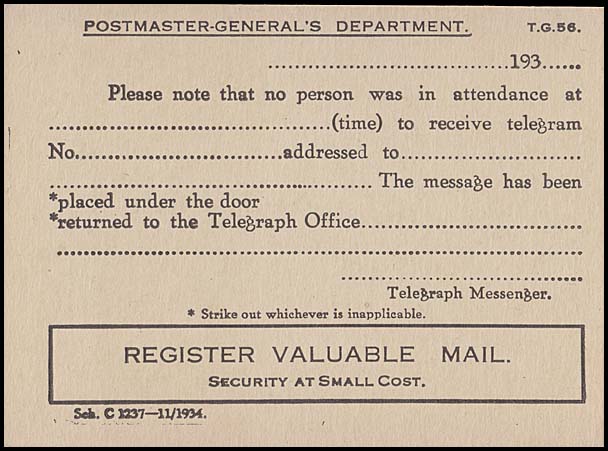 POSTMASTER-GENERAL'S DEPARTMENT. T.G.56.
..........................................193......
Please note that no person was in attendance at
..........................................(time) to receive telegram
No...............................addressed to...........................
................................................ The message has been
*placed under the door
*returned to the Telegraph Office.................................
................................................................................
....................................
Telegraph Messenger.
* Strike out whichever is inapplicable.
REGISTER VALUABLE MAIL.
SECURITY AT SMALL COST.
Sch. C 1237—11/1934.